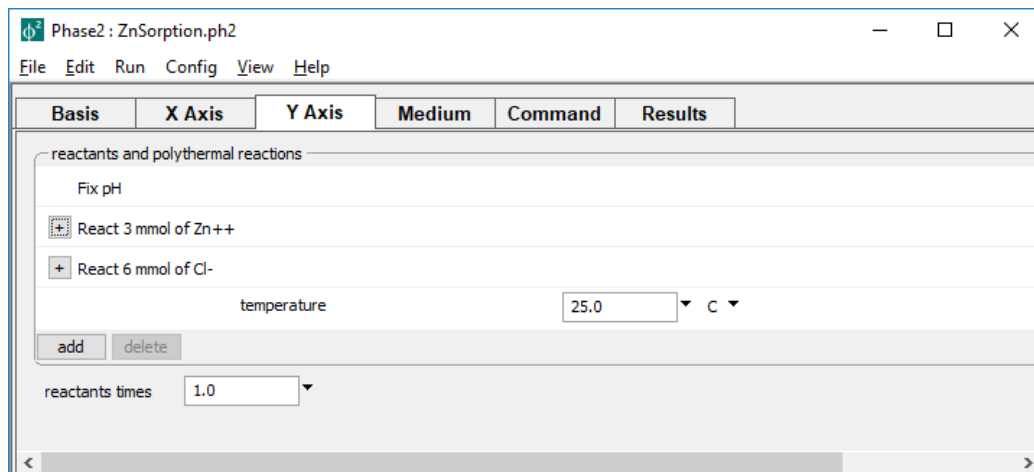 Phase2 : ZnSorption.ph2
File Edit Run Config View Help
Basis X Axis Y Axis Medium Command Results
reactants and polythermal reactions
Fix pH
+ React 3 mmol of Zn++
+ React 6 mmol of Cl-
temperature 25.0 C
add delete
reactants times 1.0